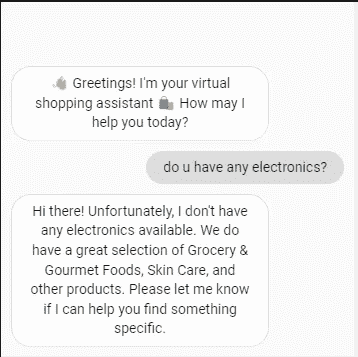 👋 Greetings! I'm your virtual
shopping assistant 🛍️ How may I
help you today?
do u have any electronics?
Hi there! Unfortunately, I don't have
any electronics available. We do
have a great selection of Grocery &
Gourmet Foods, Skin Care, and
other products. Please let me know
if I can help you find something
specific.